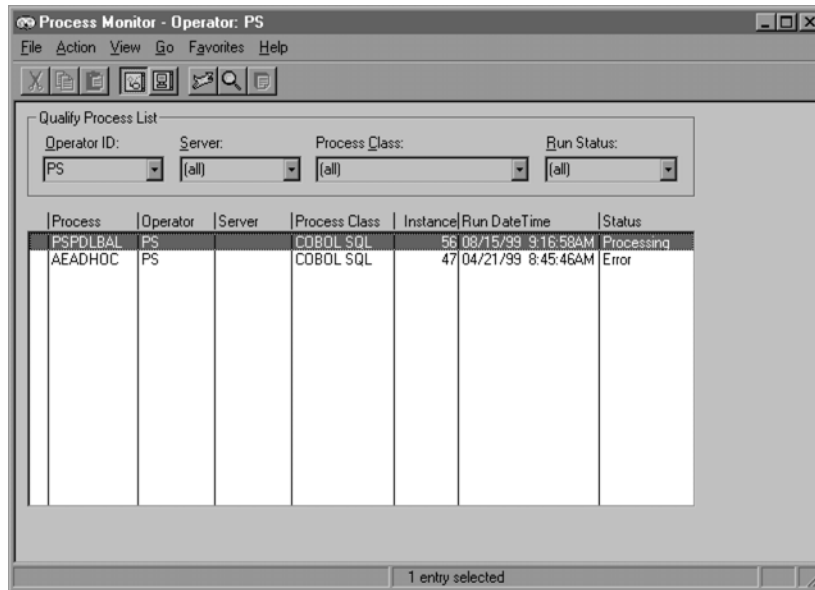 Process Monitor - Operator: PS
File Action View Go Favorites Help
Qualify Process List
Operator ID: Server: Process Class: Run Status:
PS (all) (all) (all)
Process Operator Server Process Class Instance Run DateTime Status
PSPDLBAL PS COBOL SQL 56 08/15/99 9:16:58AM Processing
AEADHOC PS COBOL SQL 47 04/21/99 8:45:46AM Error
1 entry selected